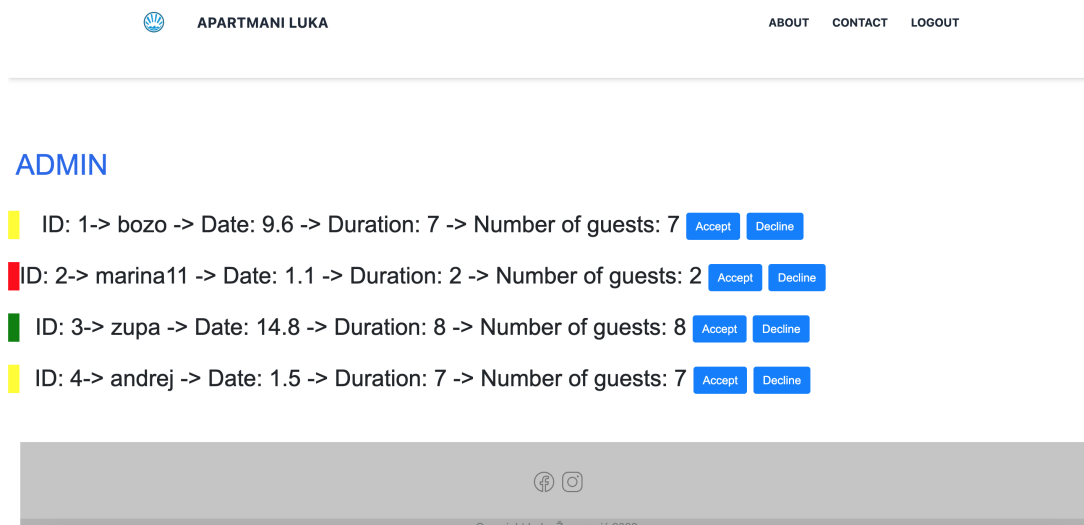 APARTMANI LUKA ABOUT CONTACT LOGOUT
ADMIN
ID: 1-> bozo -> Date: 9.6 -> Duration: 7 -> Number of guests: 7 Accept Decline
ID: 2-> marina11 -> Date: 1.1 -> Duration: 2 -> Number of guests: 2 Accept Decline
ID: 3-> zupa -> Date: 14.8 -> Duration: 8 -> Number of guests: 8 Accept Decline
ID: 4-> andrej -> Date: 1.5 -> Duration: 7 -> Number of guests: 7 Accept Decline